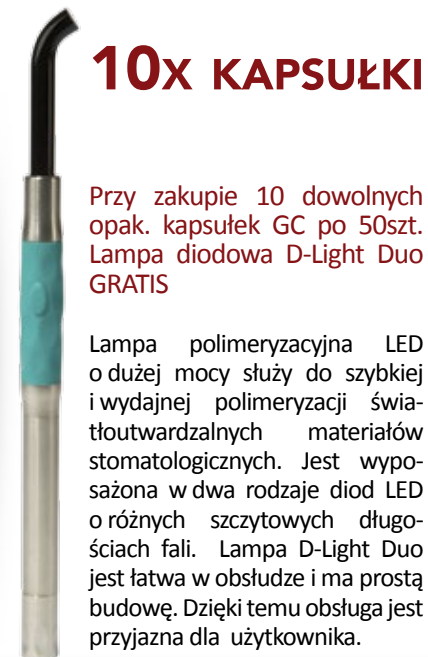 10X KAPSUŁKI
Przy zakupie 10 dowolnych
opak. kapsułek GC po 50szt.
Lampa diodowa D-Light Duo
GRATIS
Lampa polimeryzacyjna LED
o dużej mocy służy do szybkiej
i wydajnej polimeryzacji świa-
tłoutwardzalnych materiałów
stomatologicznych. Jest wypo-
sażona w dwa rodzaje diod LED
o różnych szczytowych długo-
ściach fali. Lampa D-Light Duo
jest łatwa w obsłudze i ma prostą
budowę. Dzięki temu obsługa jest
przyjazna dla użytkownika.